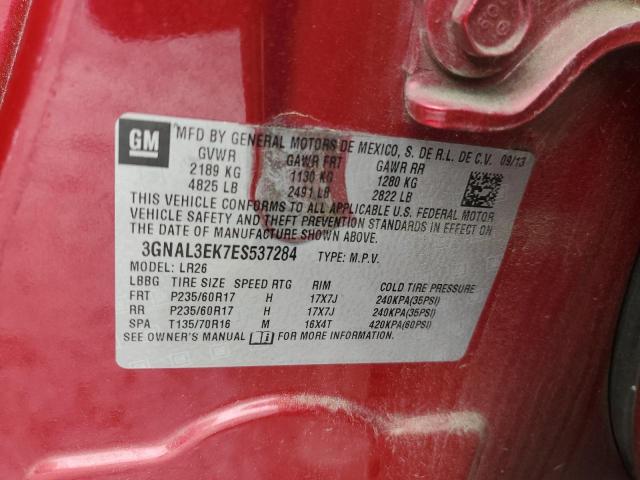 GM
MFD BY GENERAL MOTORS DE MEXICO, S. DE R.L. DE C.V. 09/13
GVWR GAWR FRT GAWR RR
2189 KG 1130 KG 1280 KG
4825 LB 2491 LB 2822 LB
THIS VEHICLE CONFORMS TO ALL APPLICABLE U.S. FEDERAL MOTOR
VEHICLE SAFETY AND THEFT PREVENTION STANDARDS IN EFFECT ON
THE DATE OF MANUFACTURE SHOWN ABOVE.
3GNAL3EK7ES537284 TYPE: M.P.V.
MODEL: LR26
LBBG TIRE SIZE SPEED RTG RIM COLD TIRE PRESSURE
FRT P235/60R17 H 17X7J 240KPA(35PSI)
RR P235/60R17 H 17X7J 240KPA(35PSI)
SPA T135/70R16 M 16X4T 420KPA(60PSI)
SEE OWNER'S MANUAL FOR MORE INFORMATION.